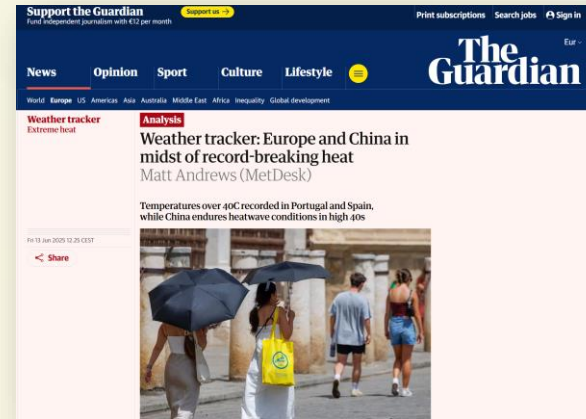 Support the Guardian
Fund independent journalism with €12 per month
Support us →
Print subscriptions Search jobs Sign in
Eur
The Guardian
News Opinion Sport Culture Lifestyle
World Europe US Americas Asia Australia Middle East Africa Inequality Global development
Weather tracker
Extreme heat
Analysis
Weather tracker: Europe and China in
midst of record-breaking heat
Matt Andrews (MetDesk)
Temperatures over 40C recorded in Portugal and Spain,
while China endures heatwave conditions in high 40s
Fri 13 Jun 2025 12.25 CEST
Share